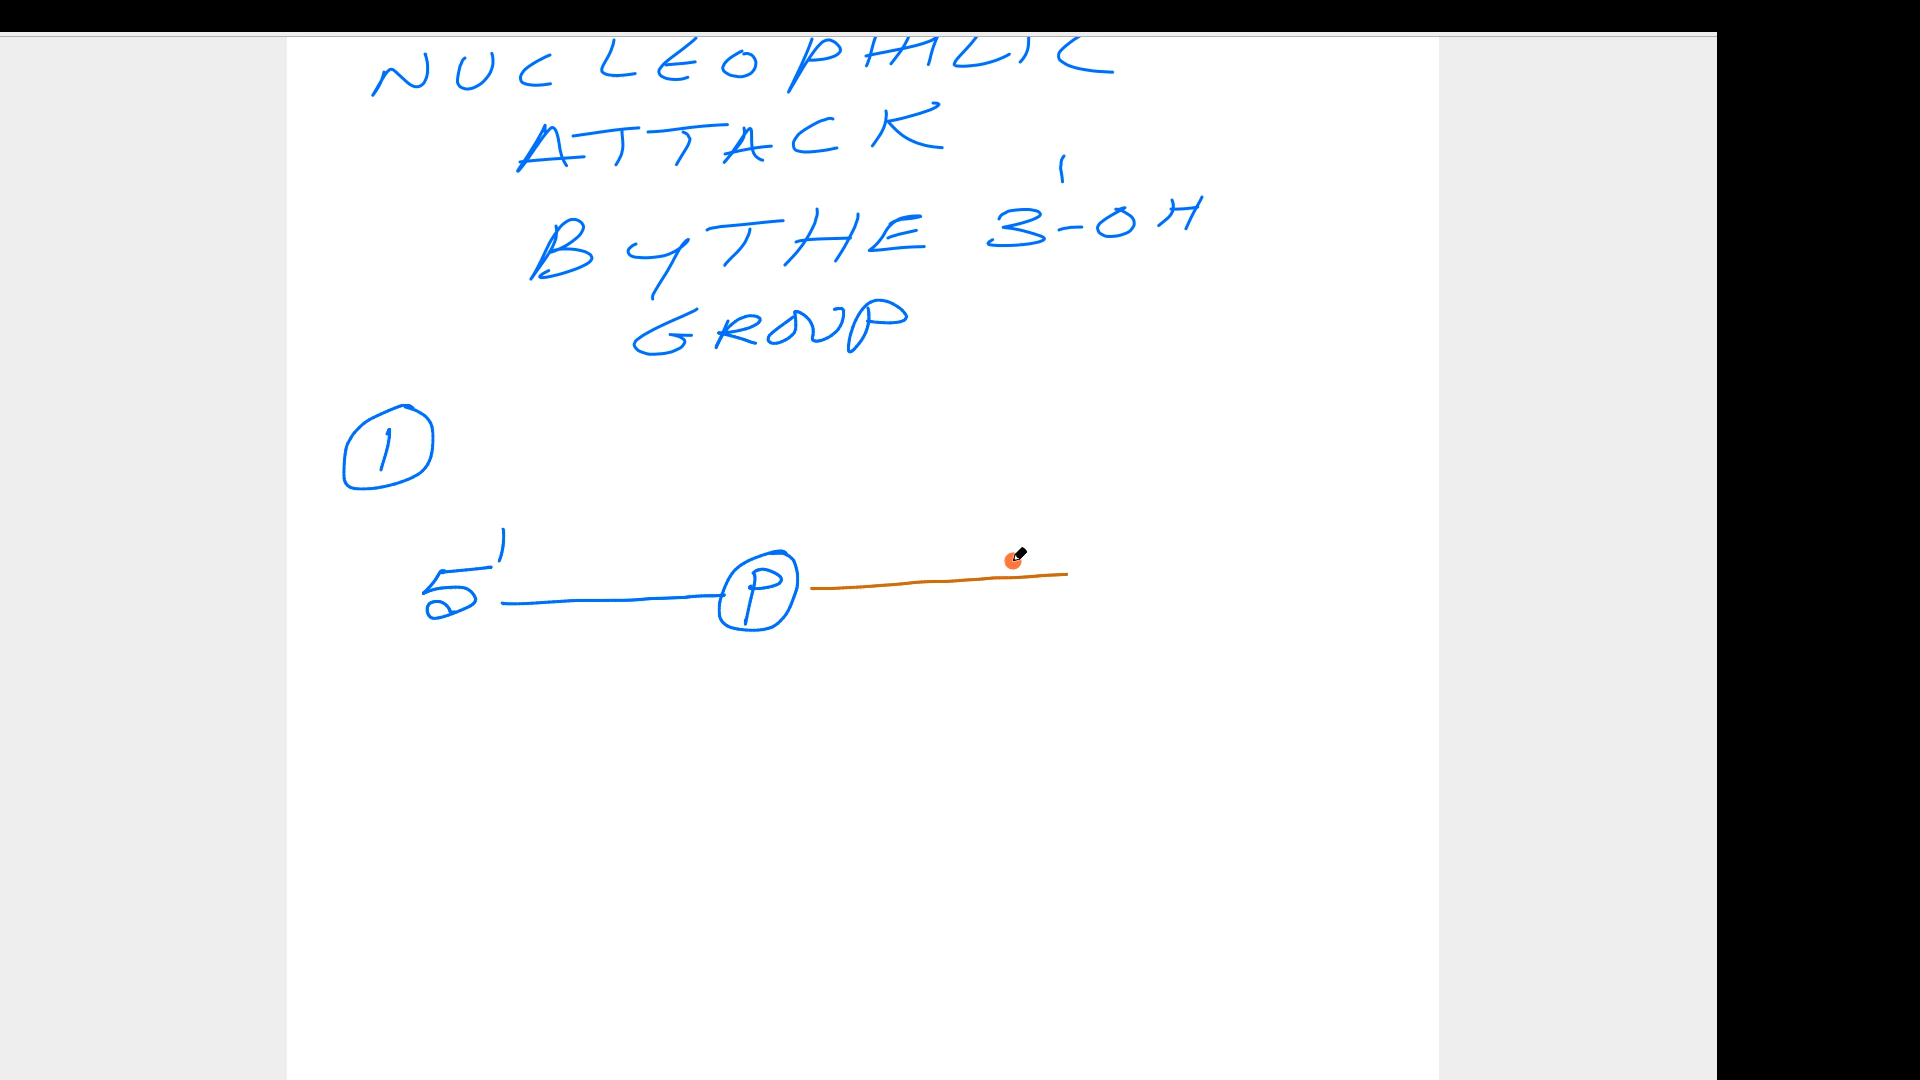 NUCLEOPHILIC
ATTACK
BY THE 3'-OH
GROUP
1
5' P